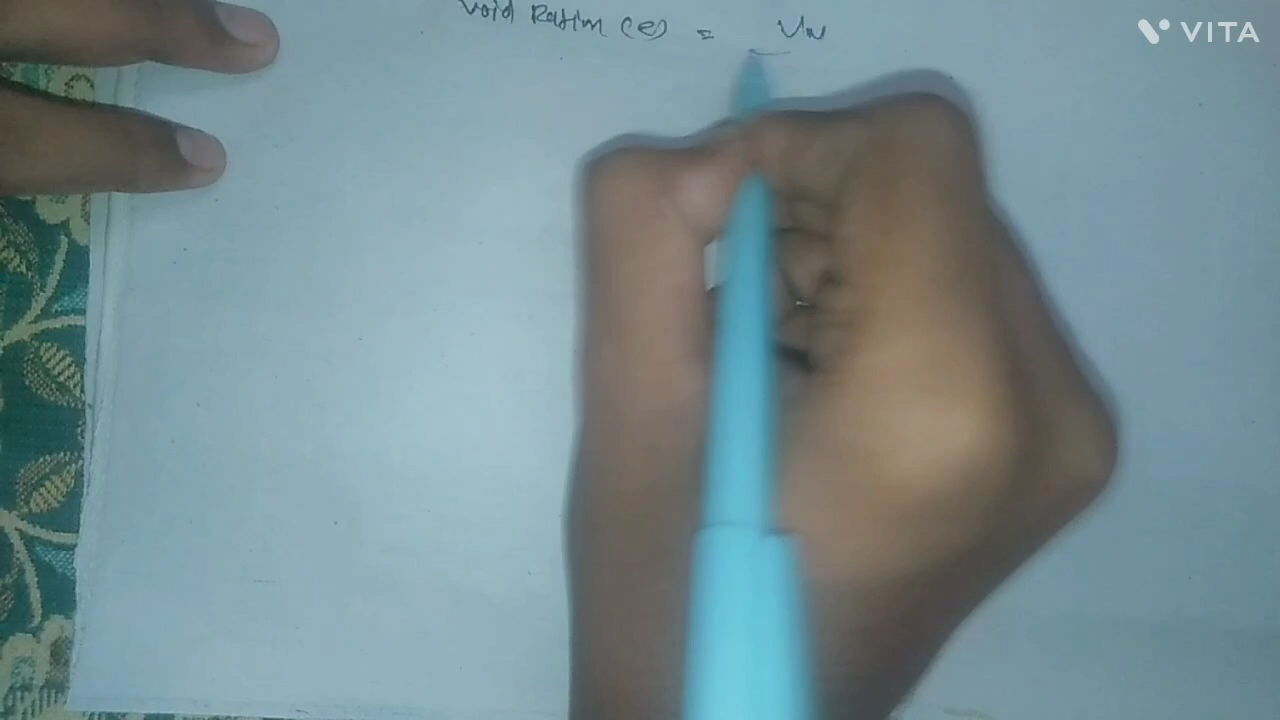 Void Ratio (e) = Vv
VITA